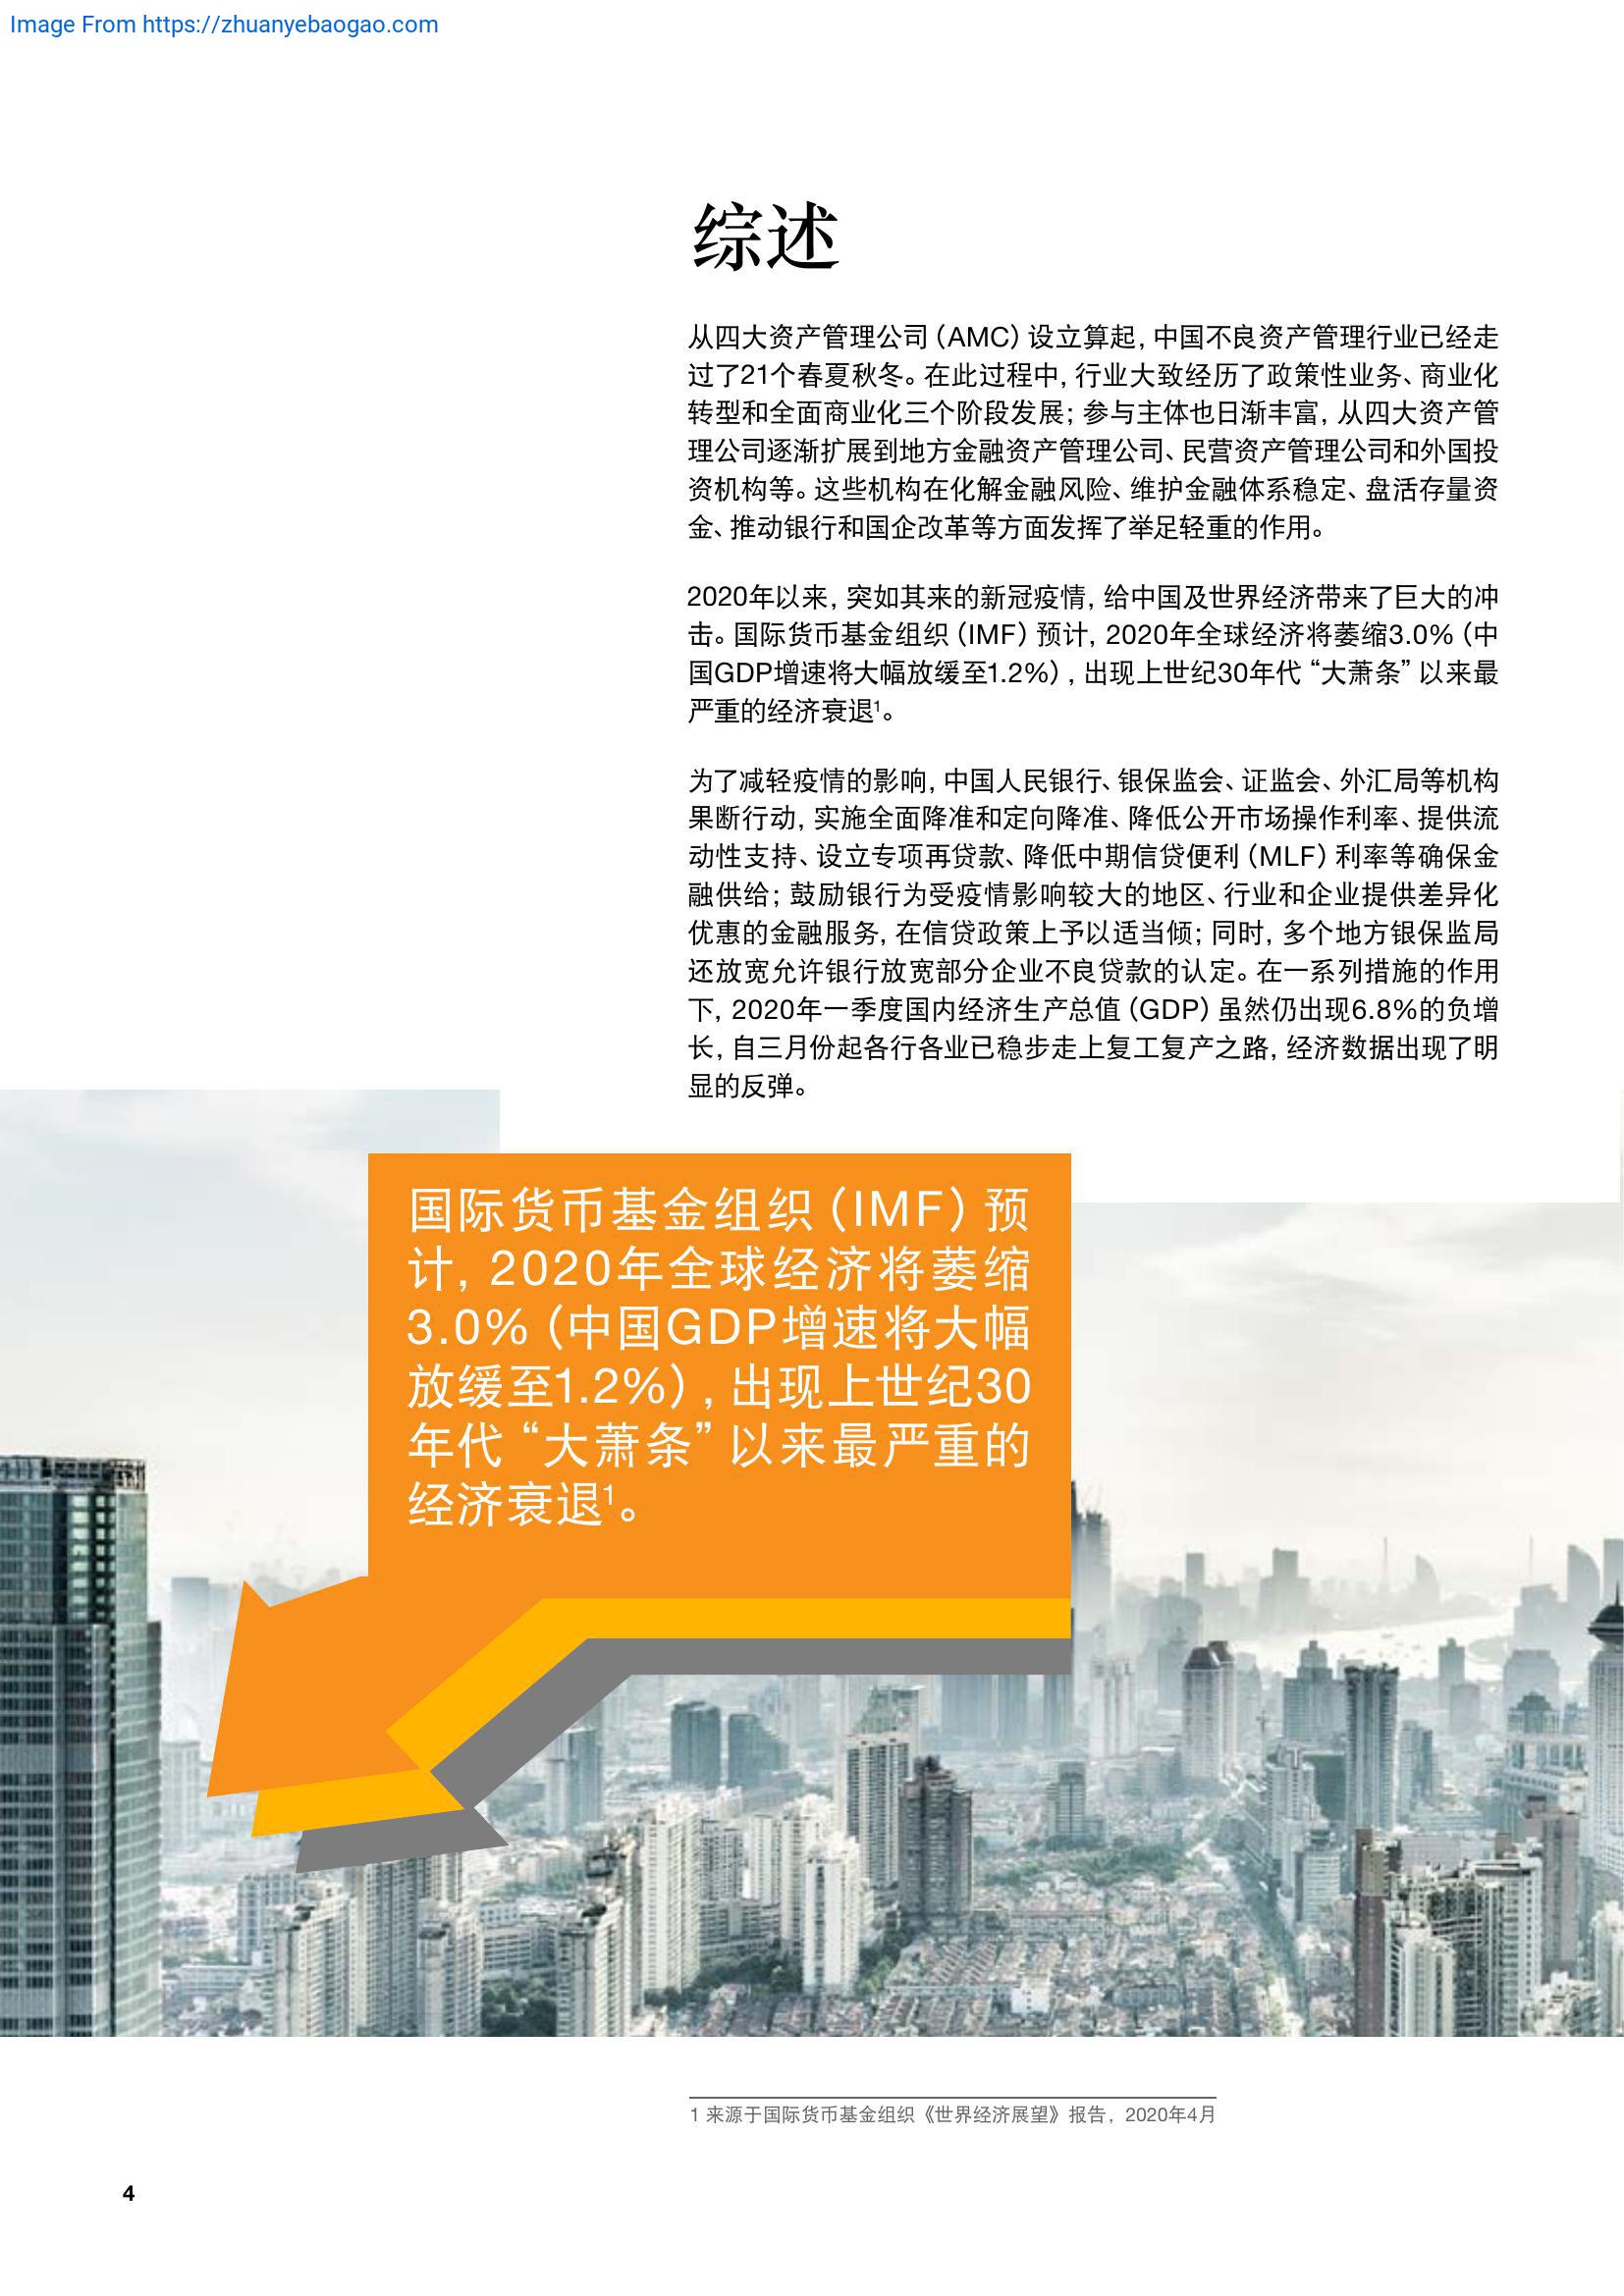 Image From https://zhuanyebaogao.com
综述
从四大资产管理公司（AMC）设立算起，中国不良资产管理行业已经走
过了21个春夏秋冬。在此过程中，行业大致经历了政策性业务、商业化
转型和全面商业化三个阶段发展；参与主体也日渐丰富，从四大资产管
理公司逐渐扩展到地方金融资产管理公司、民营资产管理公司和外国投
资机构等。这些机构在化解金融风险、维护金融体系稳定、盘活存量资
金、推动银行和国企改革等方面发挥了举足轻重的作用。
2020年以来，突如其来的新冠疫情，给中国及世界经济带来了巨大的冲
击。国际货币基金组织（IMF）预计，2020年全球经济将萎缩3.0%（中
国GDP增速将大幅放缓至1.2%），出现上世纪30年代“大萧条”以来最
严重的经济衰退¹。
为了减轻疫情的影响，中国人民银行、银保监会、证监会、外汇局等机构
果断行动，实施全面降准和定向降准、降低公开市场操作利率、提供流
动性支持、设立专项再贷款、降低中期信贷便利（MLF）利率等确保金
融供给；鼓励银行为受疫情影响较大的地区、行业和企业提供差异化
优惠的金融服务，在信贷政策上予以适当倾；同时，多个地方银保监局
还放宽允许银行放宽部分企业不良贷款的认定。在一系列措施的作用
下，2020年一季度国内经济生产总值（GDP）虽然仍出现6.8%的负增
长，自三月份起各行各业已稳步走上复工复产之路，经济数据出现了明
显的反弹。
国际货币基金组织（IMF）预
计，2020年全球经济将萎缩
3.0%（中国GDP增速将大幅
放缓至1.2%），出现上世纪30
年代“大萧条”以来最严重的
经济衰退¹。
1 来源于国际货币基金组织《世界经济展望》报告，2020年4月
4